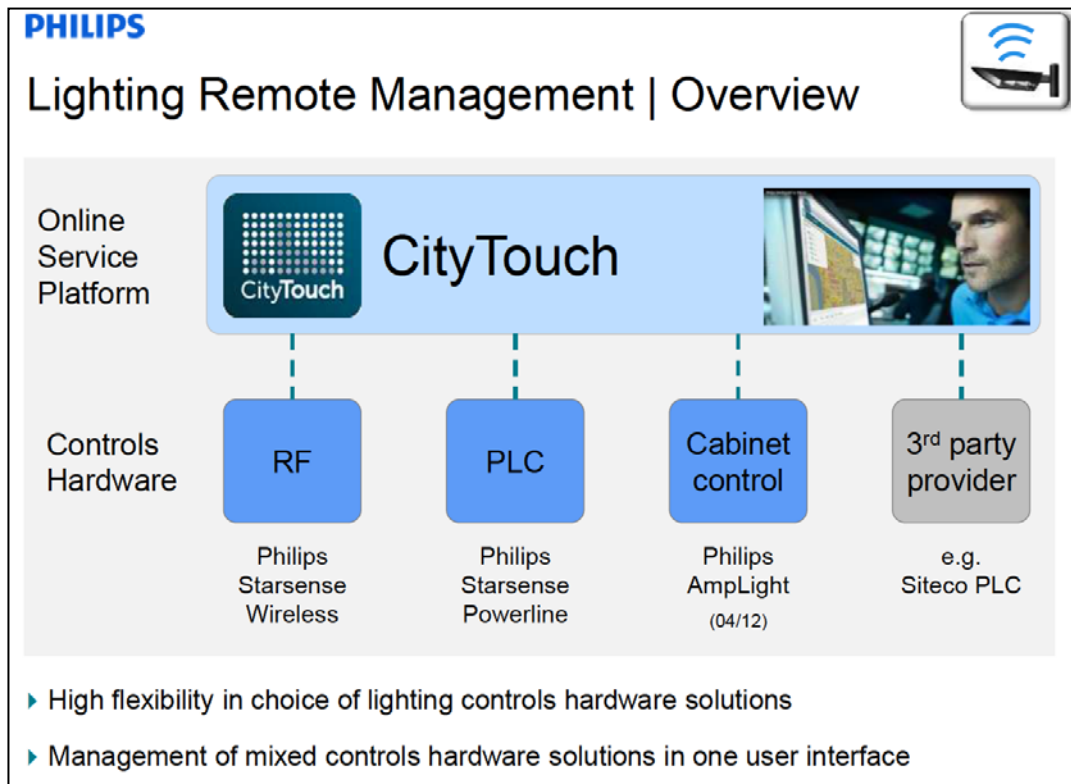 PHILIPS
Lighting Remote Management | Overview
Online
Service
Platform
CityTouch
CityTouch
Controls
Hardware
RF
PLC
Cabinet
control
3rd party
provider
Philips
Starsense
Wireless
Philips
Starsense
Powerline
Philips
AmpLight
(04/12)
e.g.
Siteco PLC
High flexibility in choice of lighting controls hardware solutions
Management of mixed controls hardware solutions in one user interface